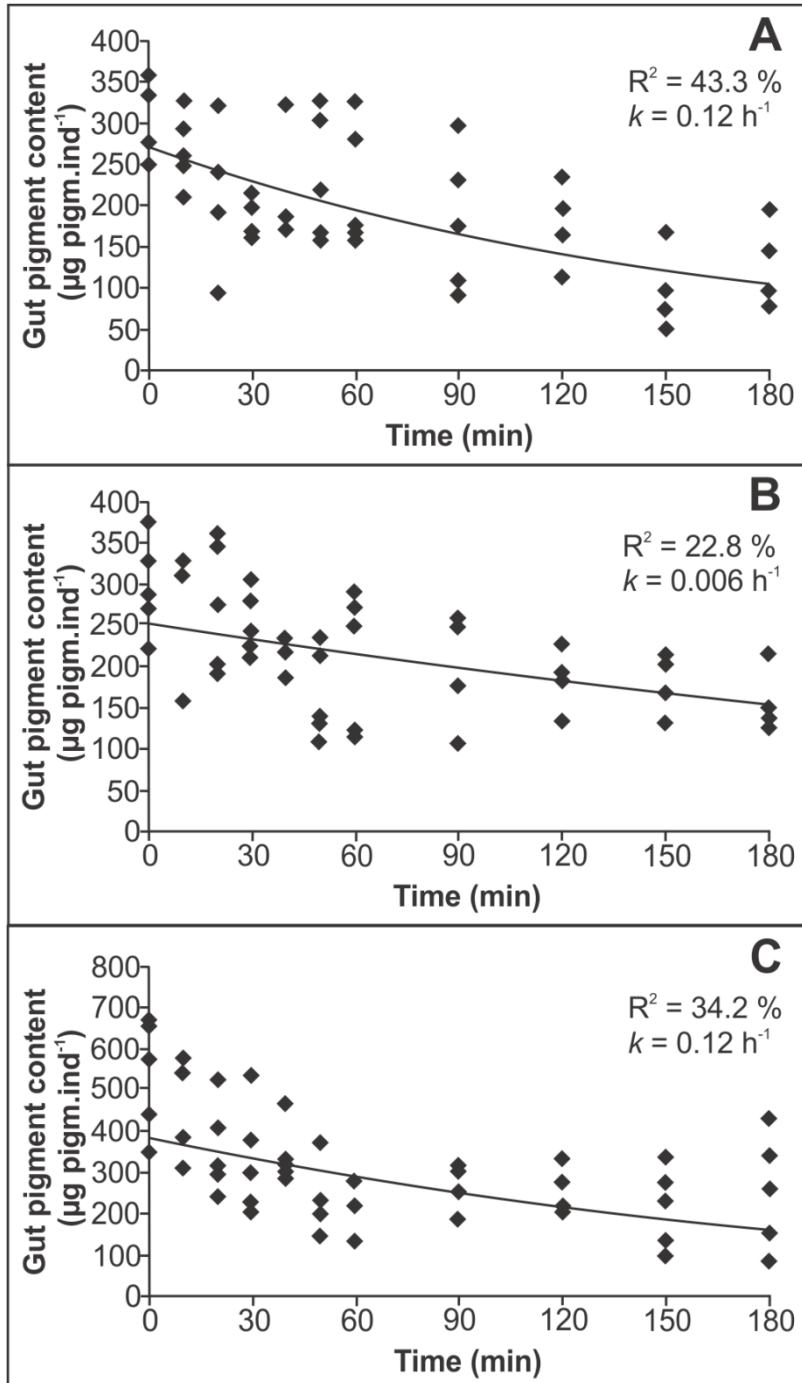 A
R² = 43.3 %
k = 0.12 h⁻¹
Gut pigment content
(µg pigm.ind⁻¹)
400
350
300
250
200
150
100
50
0
0 30 60 90 120 150 180
Time (min)
B
R² = 22.8 %
k = 0.006 h⁻¹
Gut pigment content
(µg pigm.ind⁻¹)
400
350
300
250
200
150
100
50
0
0 30 60 90 120 150 180
Time (min)
C
R² = 34.2 %
k = 0.12 h⁻¹
Gut pigment content
(µg pigm.ind⁻¹)
800
700
600
500
400
300
200
100
0
0 30 60 90 120 150 180
Time (min)